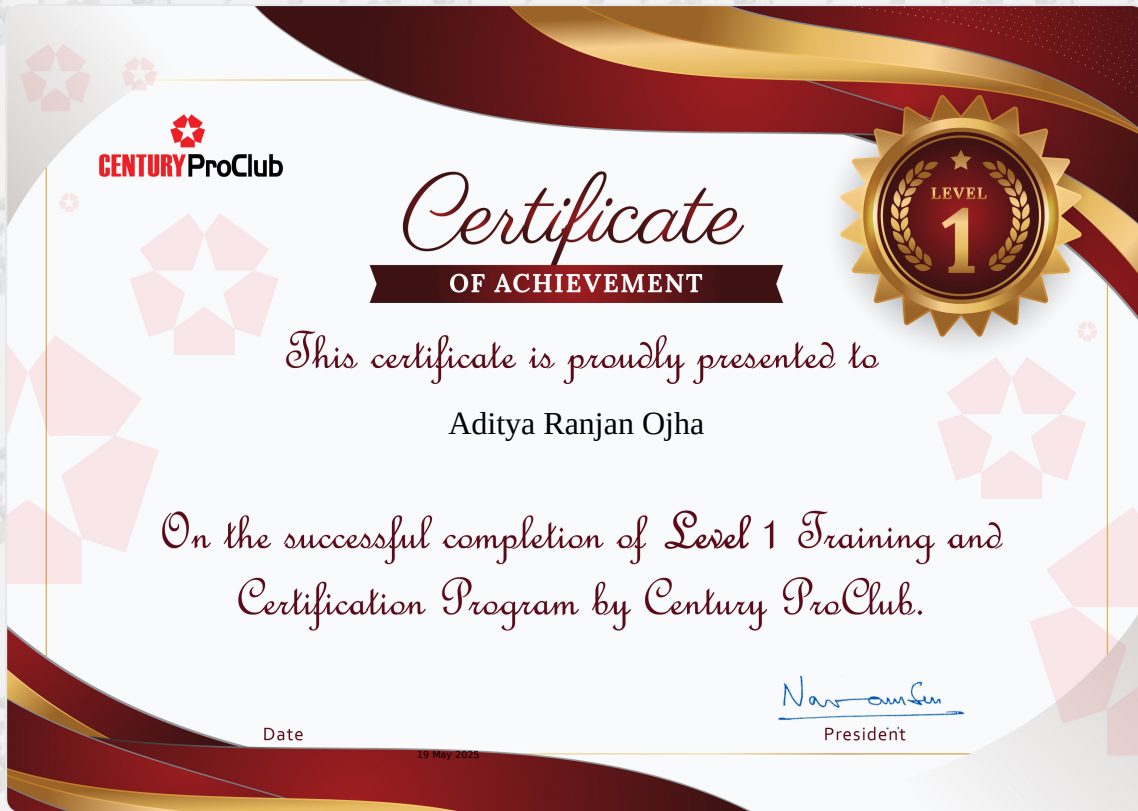 CENTURY ProClub
LEVEL
1
Certificate
OF ACHIEVEMENT
This certificate is proudly presented to
Aditya Ranjan Ojha
On the successful completion of Level 1 Training and
Certification Program by Century ProClub.
Date
President
19 May 2025